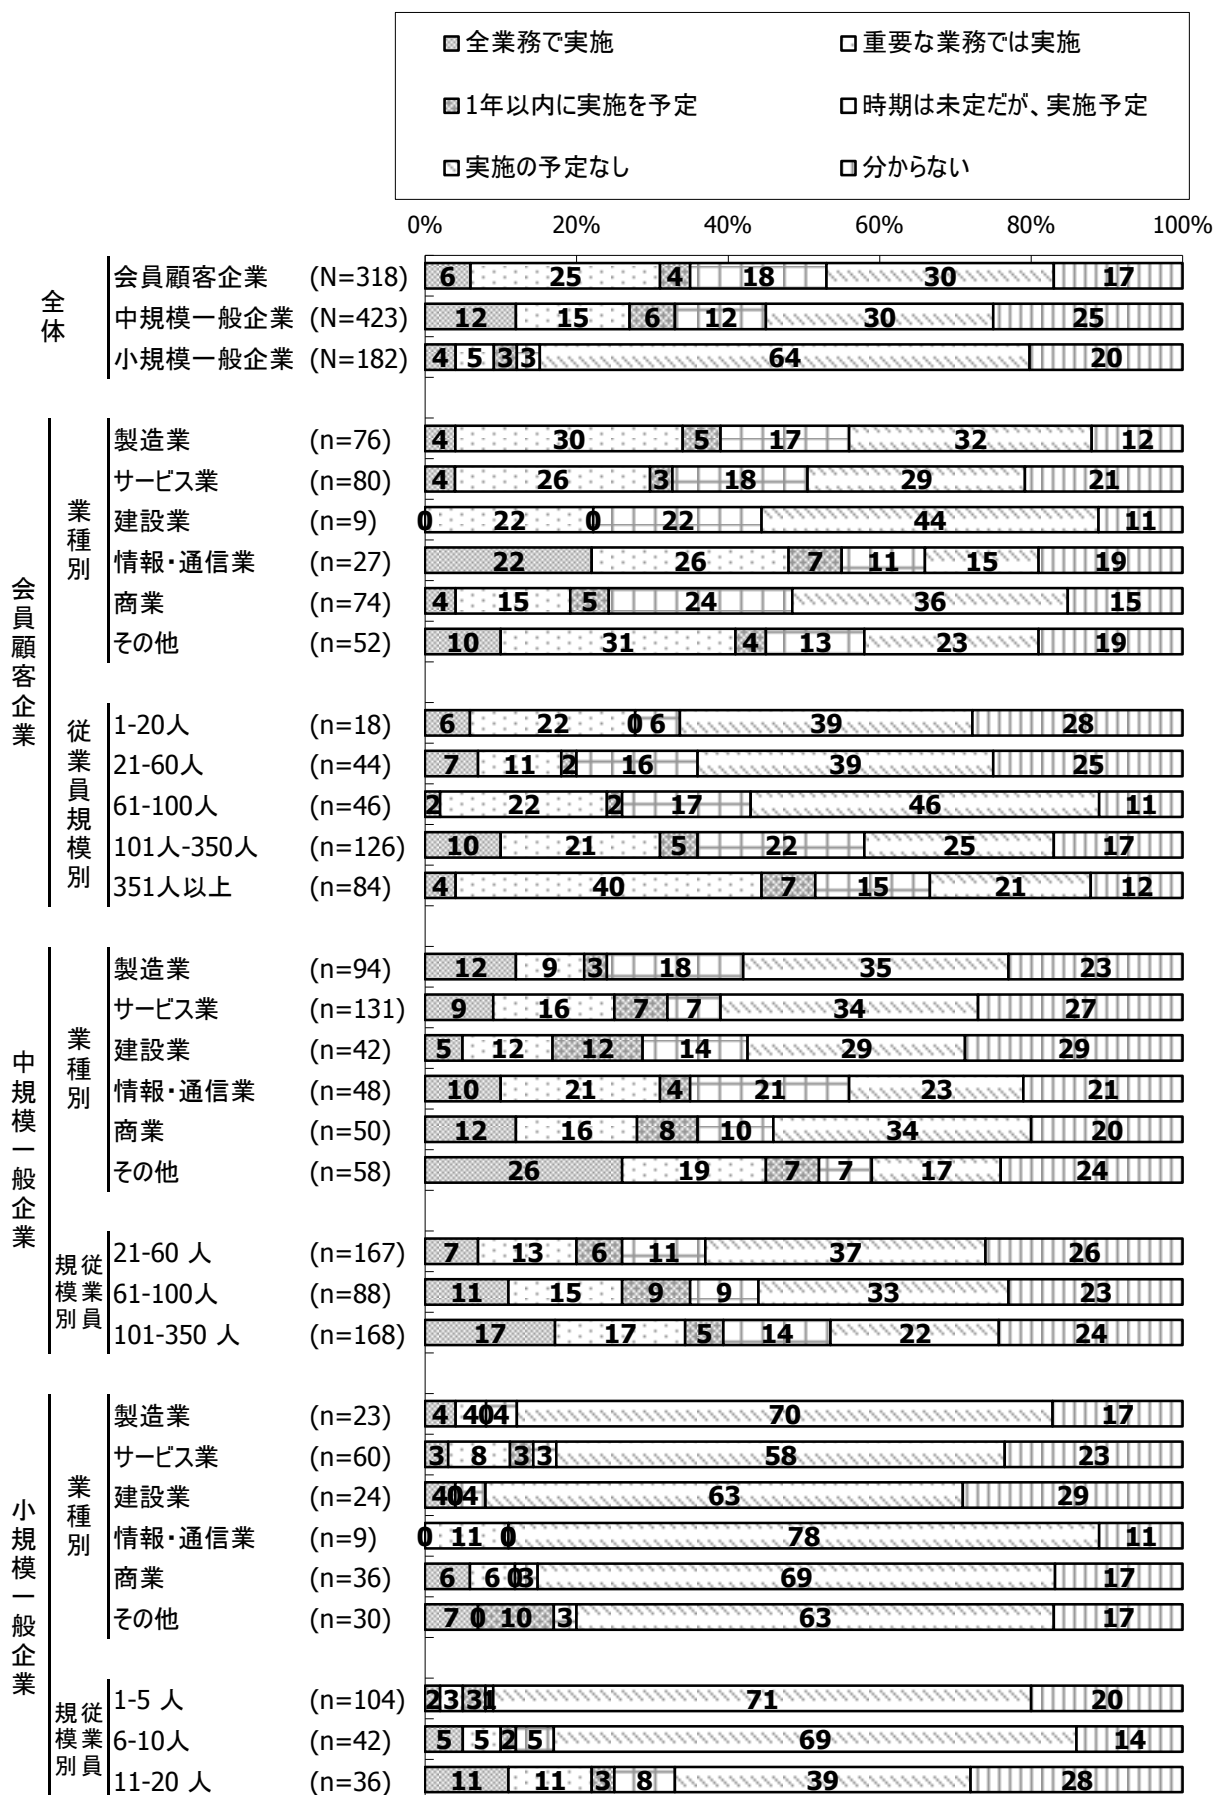 全業務で実施 重要な業務では実施
1年以内に実施を予定 時期は未定だが、実施予定
実施の予定なし 分からない
0% 20% 40% 60% 80% 100%
全体
会員顧客企業 (N=318) 6 25 4 18 30 17
中規模一般企業 (N=423) 12 15 6 12 30 25
小規模一般企業 (N=182) 4 5 3 3 64 20
会員顧客企業
業種別
製造業 (n=76) 4 30 5 17 32 12
サービス業 (n=80) 4 26 3 18 29 21
建設業 (n=9) 0 22 0 22 44 11
情報・通信業 (n=27) 22 26 7 11 15 19
商業 (n=74) 4 15 5 24 36 15
その他 (n=52) 10 31 4 13 23 19
従業員規模別
1-20人 (n=18) 6 22 0 6 39 28
21-60人 (n=44) 7 11 2 16 39 25
61-100人 (n=46) 2 22 2 17 46 11
101人-350人 (n=126) 10 21 5 22 25 17
351人以上 (n=84) 4 40 7 15 21 12
中規模一般企業
業種別
製造業 (n=94) 12 9 3 18 35 23
サービス業 (n=131) 9 16 7 7 34 27
建設業 (n=42) 5 12 12 14 29 29
情報・通信業 (n=48) 10 21 4 21 23 21
商業 (n=50) 12 16 8 10 34 20
その他 (n=58) 26 19 7 7 17 24
従業員規模別
21-60 人 (n=167) 7 13 6 11 37 26
61-100人 (n=88) 11 15 9 9 33 23
101-350 人 (n=168) 17 17 5 14 22 24
小規模一般企業
業種別
製造業 (n=23) 4 4 0 4 70 17
サービス業 (n=60) 3 8 3 3 58 23
建設業 (n=24) 4 0 4 63 29
情報・通信業 (n=9) 0 11 0 78 11
商業 (n=36) 6 6 0 3 69 17
その他 (n=30) 7 0 10 3 63 17
従業員規模別
1-5 人 (n=104) 2 3 3 1 71 20
6-10人 (n=42) 5 5 2 5 69 14
11-20 人 (n=36) 11 11 3 8 39 28